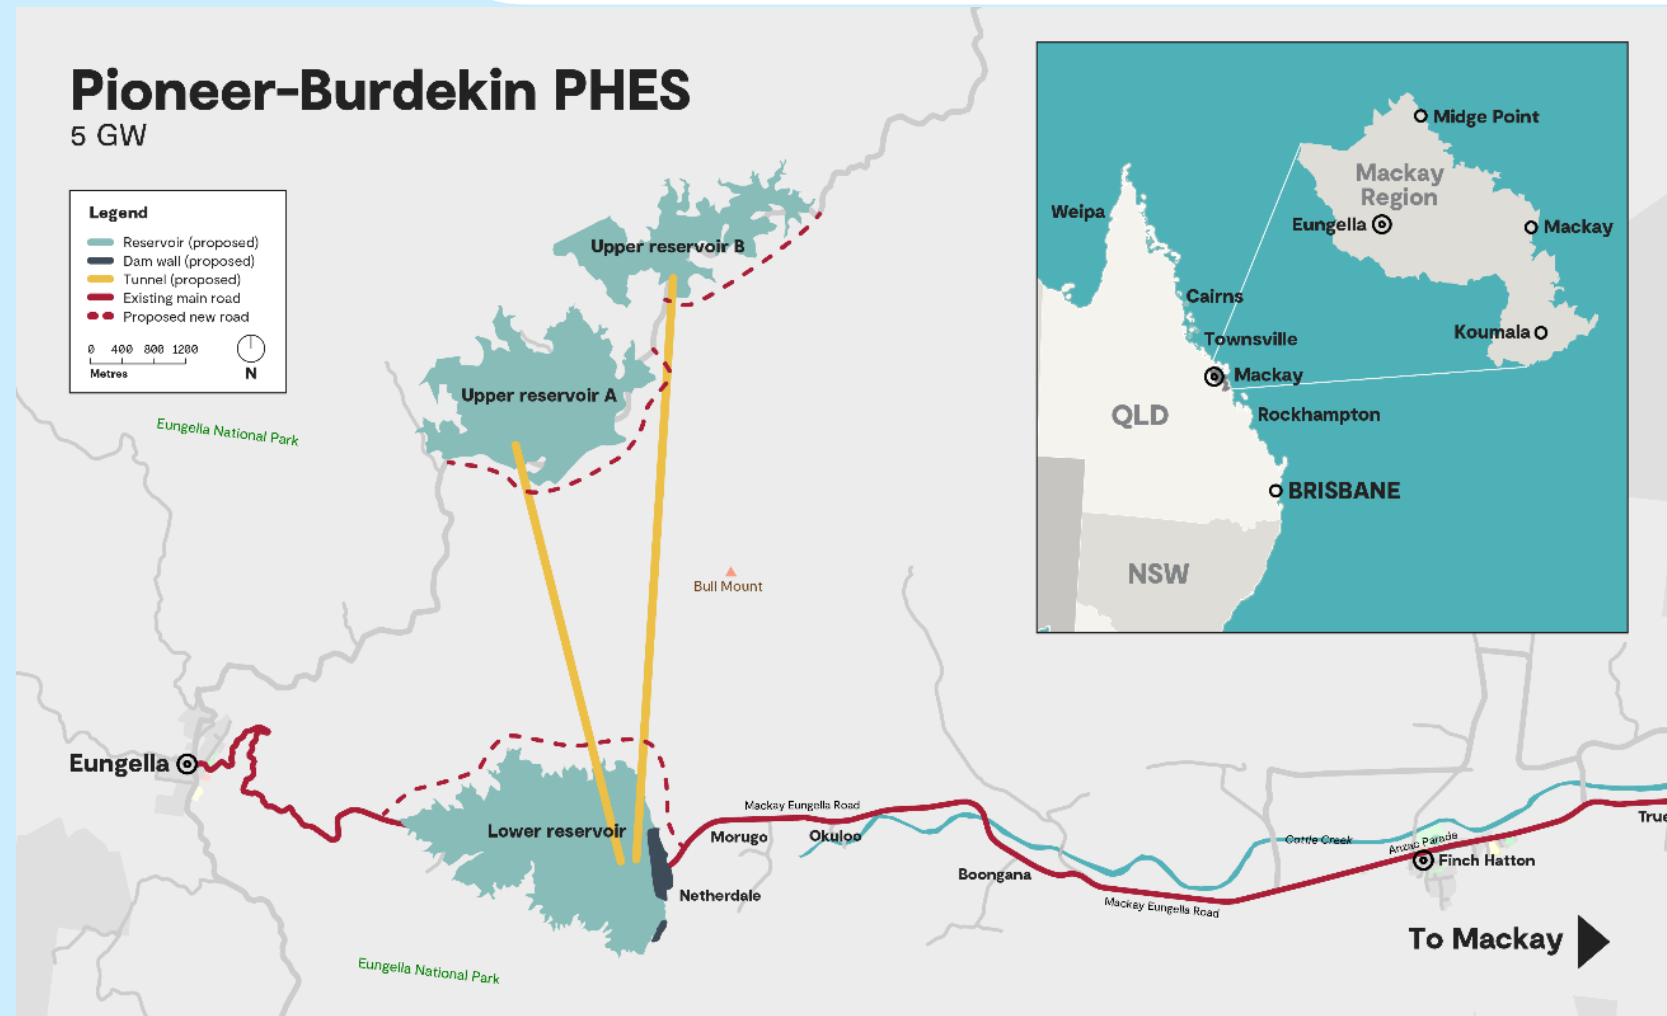 Pioneer-Burdekin PHES
5 GW
Legend
Reservoir (proposed)
Dam wall (proposed)
Tunnel (proposed)
Existing main road
Proposed new road
0 400 800 1200
Metres
N
Eungella National Park
Upper reservoir B
Upper reservoir A
Bull Mount
Eungella
Lower reservoir
Mackay Eungella Road
Morugo
Okuloo
Netherdale
Boongana
Mackay Eungella Road
Cattle Creek
Anzac Parade
Finch Hatton
True
To Mackay
Eungella National Park
Midge Point
Mackay
Region
Eungella
Mackay
Koumala
Weipa
Cairns
Townsville
Mackay
Rockhampton
QLD
BRISBANE
NSW